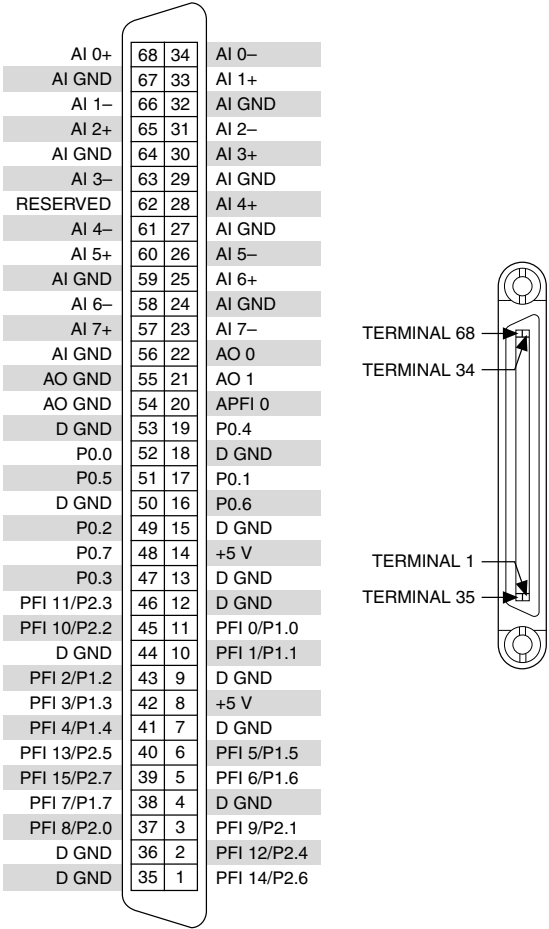 AI 0+ 68 34 AI 0–
AI GND 67 33 AI 1+
AI 1– 66 32 AI GND
AI 2+ 65 31 AI 2–
AI GND 64 30 AI 3+
AI 3– 63 29 AI GND
RESERVED 62 28 AI 4+
AI 4– 61 27 AI GND
AI 5+ 60 26 AI 5–
AI GND 59 25 AI 6+
AI 6– 58 24 AI GND
AI 7+ 57 23 AI 7–
AI GND 56 22 AO 0
AO GND 55 21 AO 1
AO GND 54 20 APFI 0
D GND 53 19 P0.4
P0.0 52 18 D GND
P0.5 51 17 P0.1
D GND 50 16 P0.6
P0.2 49 15 D GND
P0.7 48 14 +5 V
P0.3 47 13 D GND
PFI 11/P2.3 46 12 D GND
PFI 10/P2.2 45 11 PFI 0/P1.0
D GND 44 10 PFI 1/P1.1
PFI 2/P1.2 43 9 D GND
PFI 3/P1.3 42 8 +5 V
PFI 4/P1.4 41 7 D GND
PFI 13/P2.5 40 6 PFI 5/P1.5
PFI 15/P2.7 39 5 PFI 6/P1.6
PFI 7/P1.7 38 4 D GND
PFI 8/P2.0 37 3 PFI 9/P2.1
D GND 36 2 PFI 12/P2.4
D GND 35 1 PFI 14/P2.6
TERMINAL 68
TERMINAL 34
TERMINAL 1
TERMINAL 35